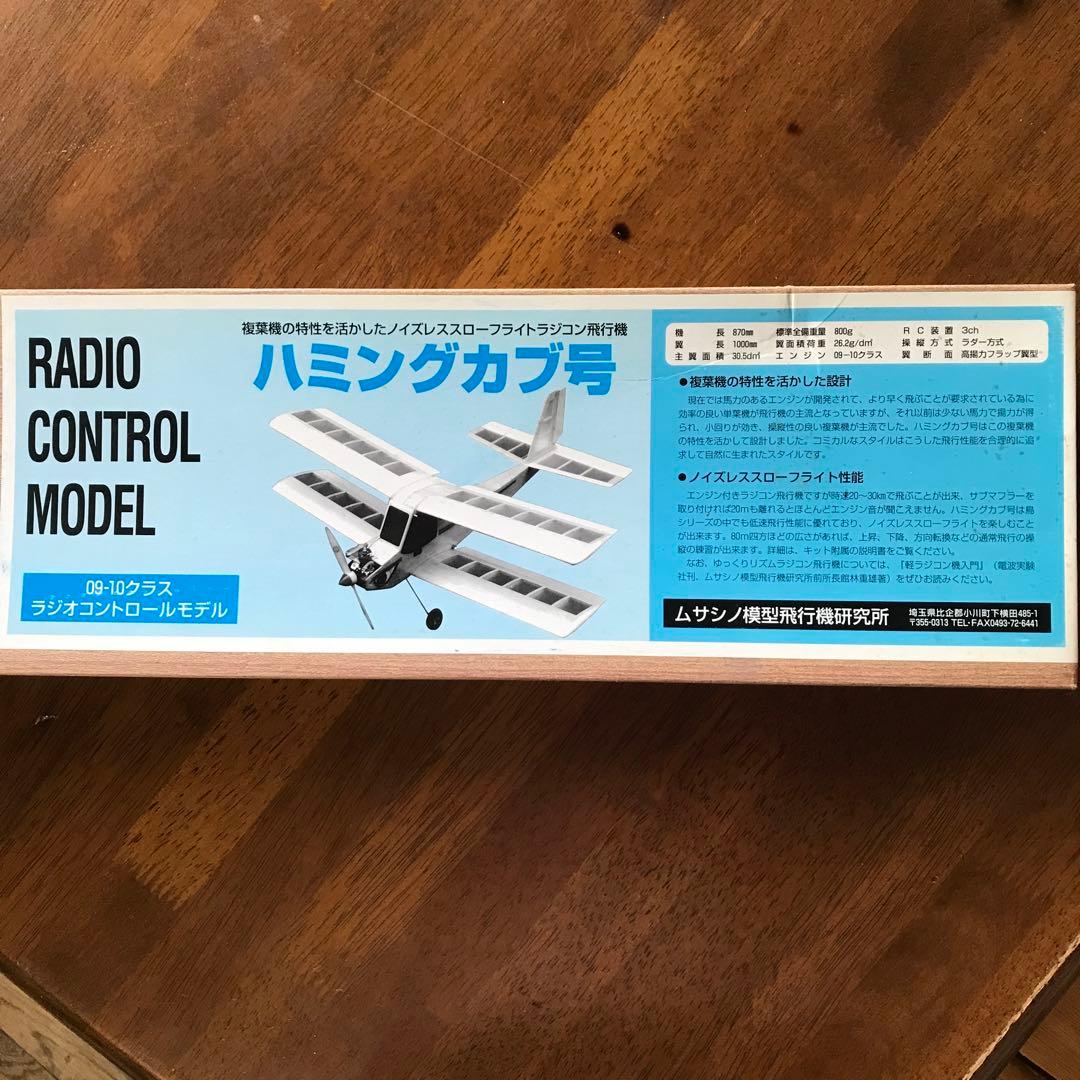 RADIO
CONTROL
MODEL
09-1.0クラス
ラジオコントロールモデル
複葉機の特性を活かしたノイズレススローフライトラジコン飛行機
ハミングカブ号
機長 870mm 標準全備重量 800g RC装置 3ch
翼長 1000mm 翼面積荷重 26.2g/d㎡ 操縦方式 ラダー方式
主翼面積 30.5d㎡ エンジン 09-10クラス 翼断面 高揚力フラップ翼型
●複葉機の特性を活かした設計
現在では馬力のあるエンジンが開発されて、より早く飛ぶことが要求されている為に
効率の良い単葉機が飛行機の主流となっていますが、それ以前は少ない馬力で揚力が得
られ、小回りが効き、操縦性の良い複葉機が主流でした。ハミングカブ号はこの複葉機
の特性を活かして設計しました。コミカルなスタイルはこうした飛行性能を合理的に追
求して自然に生まれたスタイルです。
●ノイズレススローフライト性能
エンジン付きラジコン飛行機ですが時速20〜30kmで飛ぶことが出来、サブマフラーを
取り付ければ20mも離れるとほとんどエンジン音が聞こえません。ハミングカブ号は鳥
シリーズの中でも低速飛行性能に優れており、ノイズレススローフライトを楽しむこと
が出来ます。80m四方ほどの広さがあれば、上昇、下降、方向転換などの通常飛行の操
縦の練習が出来ます。詳細は、キット附属の説明書をご覧ください。
なお、ゆっくりリズムラジコン飛行機については、『軽ラジコン機入門』(電波実験
社刊、ムサシノ模型飛行機研究所前所長館林重雄著)をぜひお読みください。
ムサシノ模型飛行機研究所 埼玉県比企郡小川町下横田485-1
〒355-0313 TEL・FAX0493-72-6441